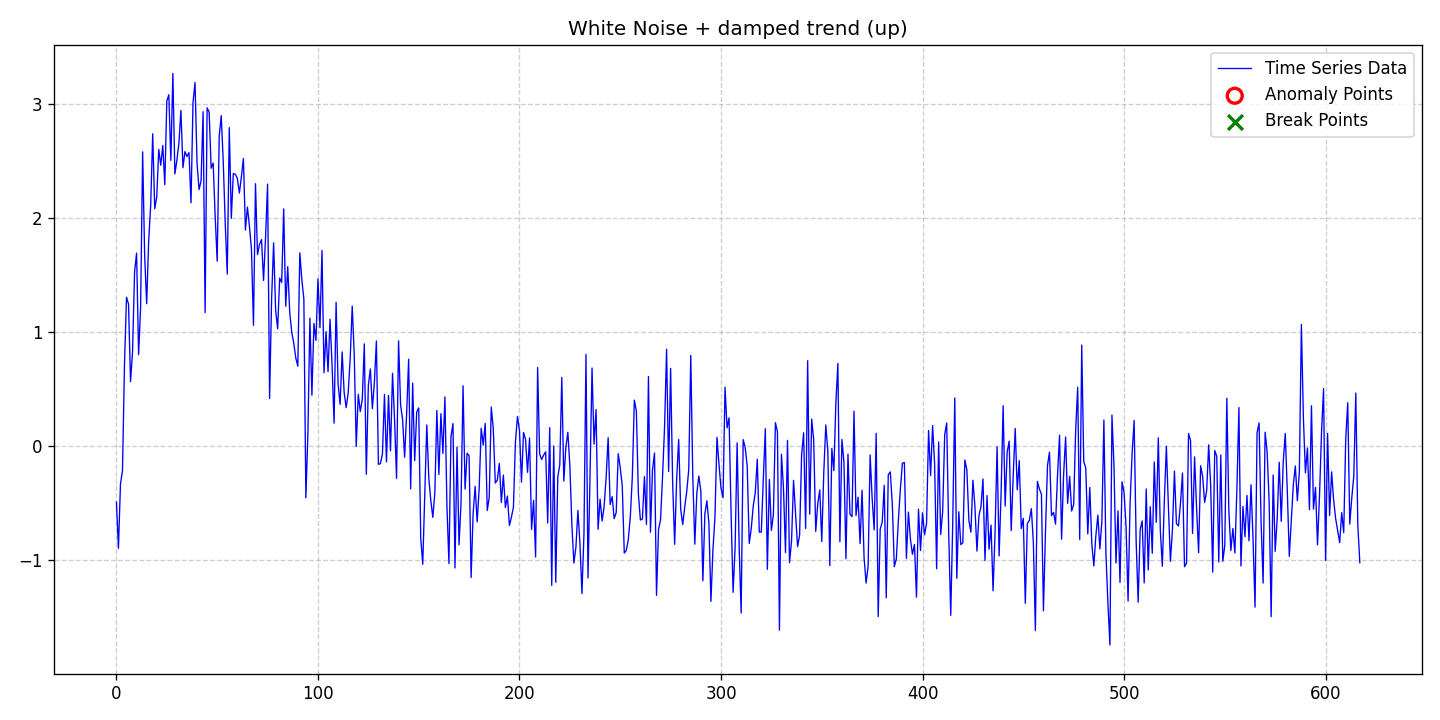 White Noise + damped trend (up)
Time Series Data
Anomaly Points
Break Points
3
2
1
0
−1
0 100 200 300 400 500 600